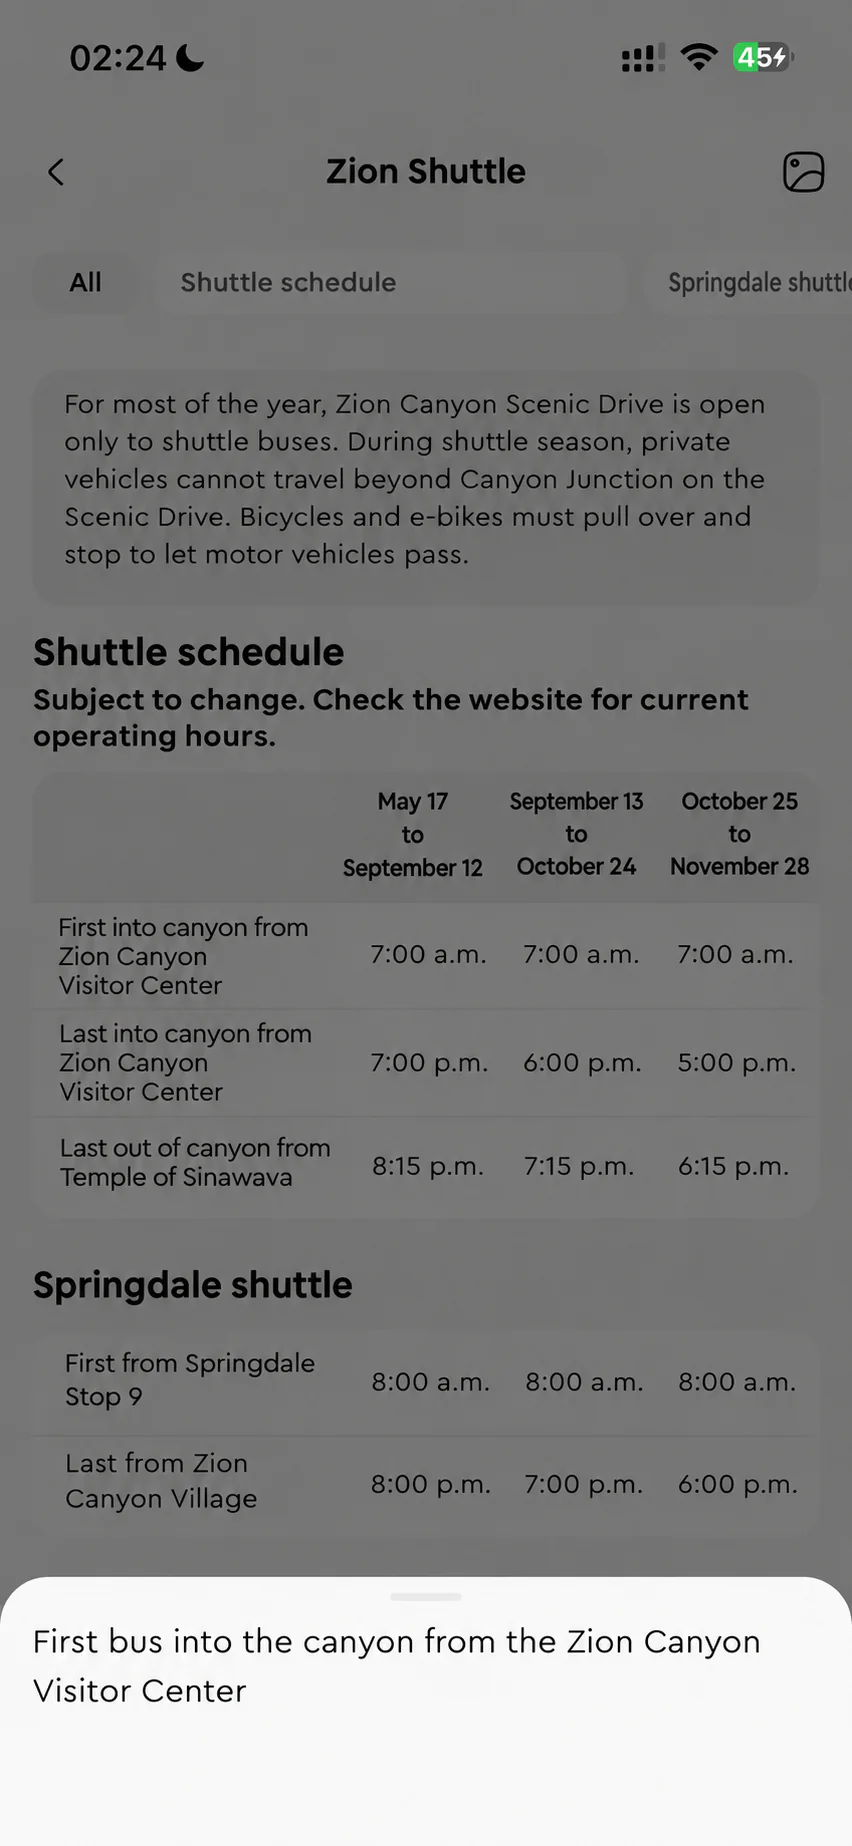 02:24
45
Zion Shuttle
All
Shuttle schedule
Springdale shuttle
For most of the year, Zion Canyon Scenic Drive is open
only to shuttle buses. During shuttle season, private
vehicles cannot travel beyond Canyon Junction on the
Scenic Drive. Bicycles and e-bikes must pull over and
stop to let motor vehicles pass.
Shuttle schedule
Subject to change. Check the website for current
operating hours.
May 17
to
September 12
September 13
to
October 24
October 25
to
November 28
First into canyon from
Zion Canyon
Visitor Center
7:00 a.m. 7:00 a.m. 7:00 a.m.
Last into canyon from
Zion Canyon
Visitor Center
7:00 p.m. 6:00 p.m. 5:00 p.m.
Last out of canyon from
Temple of Sinawava
8:15 p.m. 7:15 p.m. 6:15 p.m.
Springdale shuttle
First from Springdale
Stop 9
8:00 a.m. 8:00 a.m. 8:00 a.m.
Last from Zion
Canyon Village
8:00 p.m. 7:00 p.m. 6:00 p.m.
First bus into the canyon from the Zion Canyon
Visitor Center